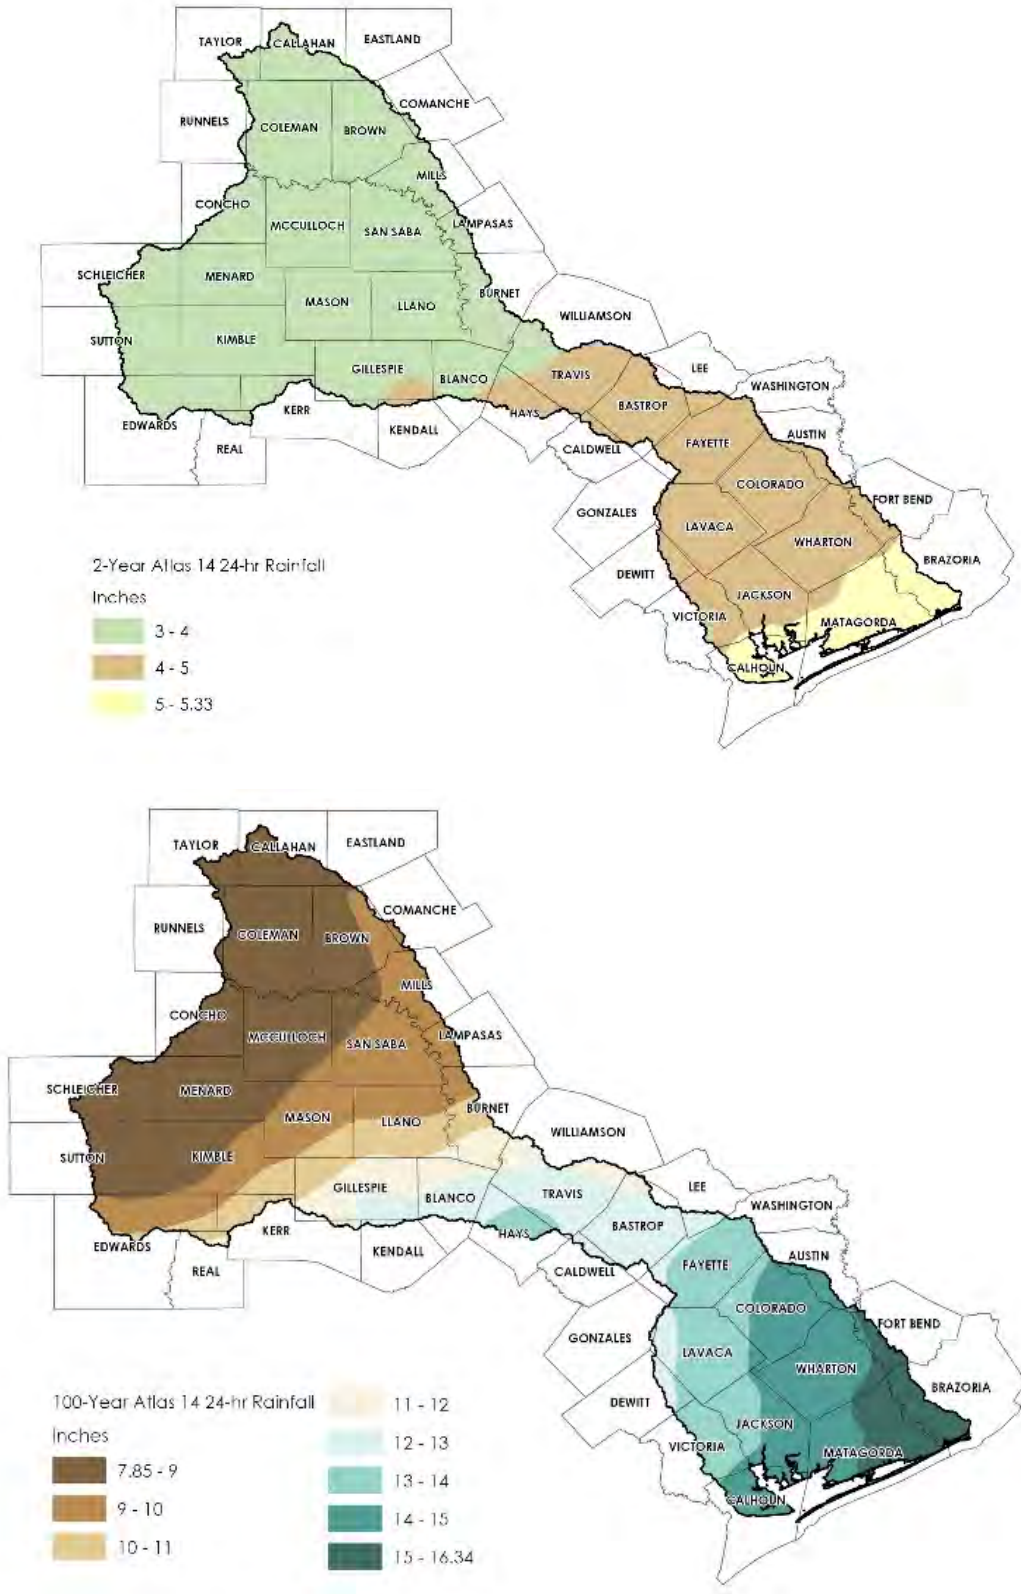 TAYLOR
CALLAHAN
EASTLAND
COMANCHE
RUNNELS
COLEMAN
BROWN
MILLS
CONCHO
MCCULLOCH
SAN SABA
LAMPASAS
SCHLEICHER
MENARD
MASON
LLANO
BURNET
WILLIAMSON
SUTTON
KIMBLE
GILLESPIE
BLANCO
TRAVIS
LEE
WASHINGTON
EDWARDS
REAL
KERR
KENDALL
HAYS
BASTROP
CALDWELL
FAYETTE
AUSTIN
COLORADO
FORT BEND
GONZALES
LAVACA
WHARTON
BRAZORIA
DEWITT
JACKSON
VICTORIA
MATAGORDA
CALHOUN
2-Year Atlas 14 24-hr Rainfall
Inches
3 - 4
4 - 5
5 - 5.33
TAYLOR
CALLAHAN
EASTLAND
COMANCHE
RUNNELS
COLEMAN
BROWN
MILLS
CONCHO
MCCULLOCH
SAN SABA
LAMPASAS
SCHLEICHER
MENARD
MASON
LLANO
BURNET
WILLIAMSON
SUTTON
KIMBLE
GILLESPIE
BLANCO
TRAVIS
LEE
WASHINGTON
EDWARDS
REAL
KERR
KENDALL
HAYS
BASTROP
CALDWELL
FAYETTE
AUSTIN
COLORADO
FORT BEND
GONZALES
LAVACA
WHARTON
BRAZORIA
DEWITT
JACKSON
VICTORIA
MATAGORDA
CALHOUN
100-Year Atlas 14 24-hr Rainfall
Inches
7.85 - 9
9 - 10
10 - 11
11 - 12
12 - 13
13 - 14
14 - 15
15 - 16.34